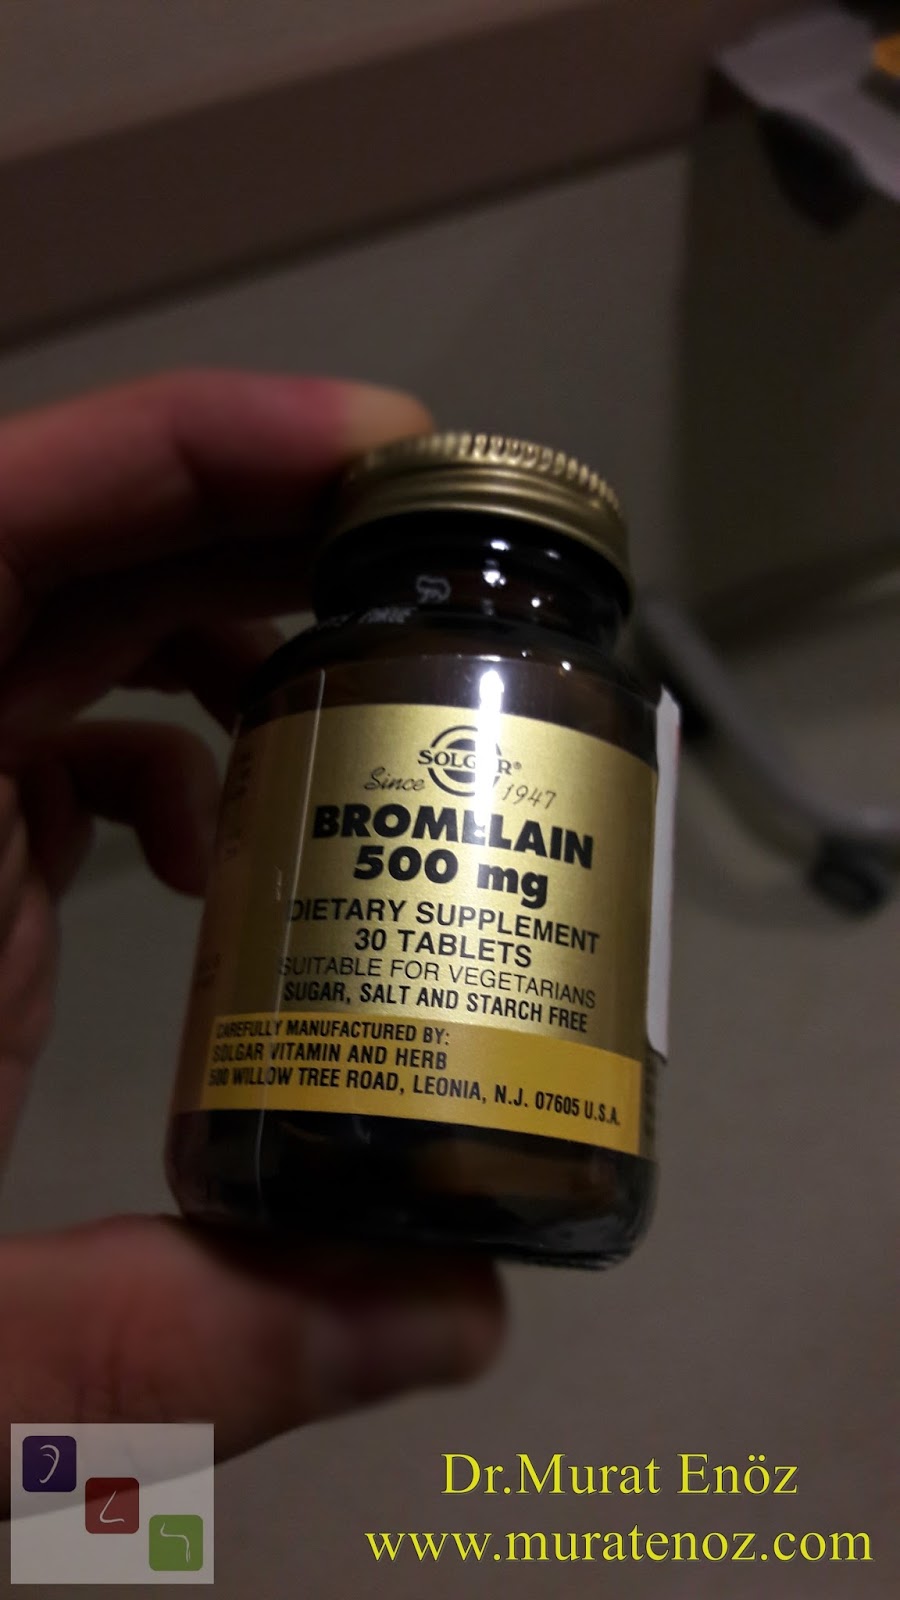 SOLGAR®
Since 1947
BROMELAIN
500 mg
DIETARY SUPPLEMENT
30 TABLETS
SUITABLE FOR VEGETARIANS
SUGAR, SALT AND STARCH FREE
CAREFULLY MANUFACTURED BY:
SOLGAR VITAMIN AND HERB
500 WILLOW TREE ROAD, LEONIA, N.J. 07605 U.S.A.
Dr.Murat Enöz
www.muratenoz.com